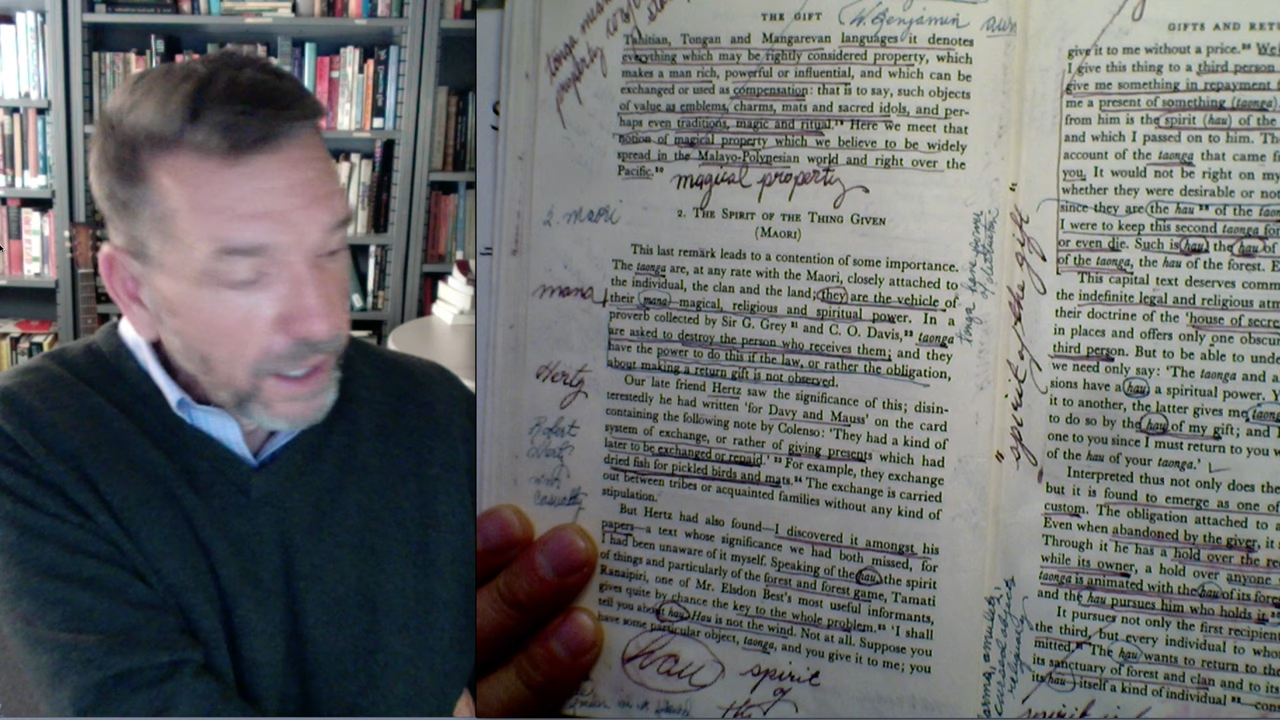 tonga
property
THE GIFT
W. Benjamin
Tahitian, Tongan and Mangarevan languages it denotes
everything which may be rightly considered property, which
makes a man rich, powerful or influential, and which can be
exchanged or used as compensation: that is to say, such objects
of value as emblems, charms, mats and sacred idols, and per-
haps even traditions, magic and ritual. Here we meet that
notion of magical property which we believe to be widely
spread in the Malayo-Polynesian world and right over the
Pacific.¹⁰
magical property
2. maori
2. THE SPIRIT OF THE THING GIVEN
(MAORI)
This last remark leads to a contention of some importance.
The taonga are, at any rate with the Maori, closely attached to
the individual, the clan and the land; they are the vehicle of
mana
their mana—magical, religious and spiritual power. In a
proverb collected by Sir G. Grey ¹¹ and C. O. Davis,¹² taonga
are asked to destroy the person who receives them; and they
have the power to do this if the law, or rather the obligation,
about making a return gift is not observed.
Hertz
Our late friend Hertz saw the significance of this; disin-
terestedly he had written 'for Davy and Mauss' on the card
containing the following note by Colenso: 'They had a kind of
system of exchange, or rather of giving presents which had
later to be exchanged or repaid.' For example, they exchange
dried fish for pickled birds and mats. The exchange is carried
out between tribes or acquainted families without any kind of
stipulation.
Robert
Hertz
But Hertz had also found—I discovered it amongst his
papers—a text whose significance we had both missed, for
I had been unaware of it myself. Speaking of the hau, the spirit
of things and particularly of the forest and forest game, Tamati
Ranaipiri, one of Mr. Elsdon Best's most useful informants,
gives quite by chance the key to the whole problem. 'I shall
tell you about hau. Hau is not the wind. Not at all. Suppose you
have some particular object, taonga, and you give it to me; you
hau spirit
of
the
GIFTS AND RET
give it to me without a price. We
give this thing to a third person
give me something in repayment
me a present of something (taonga)
from him is the spirit (hau) of the
and which I passed on to him. Th
account of the taonga that came f
you. It would not be right on my
whether they were desirable or no
since they are the hau of the tao
I were to keep this second taonga fo
or even die. Such is hau, the hau of
of the taonga, the hau of the forest. E
"spirit of the gift"
This capital text deserves comm
the indefinite legal and religious atm
their doctrine of the 'house of secre
in places and offers only one obscur
third person. But to be able to unde
we need only say: 'The taonga and a
sions have a hau, a spiritual power. Y
it to another, the latter gives me taon
to do so by the hau of my gift; and I
one to you since I must return to you w
of the hau of your taonga.'
Interpreted thus not only does the
but it is found to emerge as one of
custom. The obligation attached to a
Even when abandoned by the giver, it
Through it he has a hold over the re
while its owner, a hold over anyone
taonga is animated with the hau of its fore
and the hau pursues him who holds it.
It pursues not only the first recipien
the third, but every individual to who
mitted. The hau wants to return to th
its sanctuary of forest and clan and to its
its hau—itself a kind of individual —con